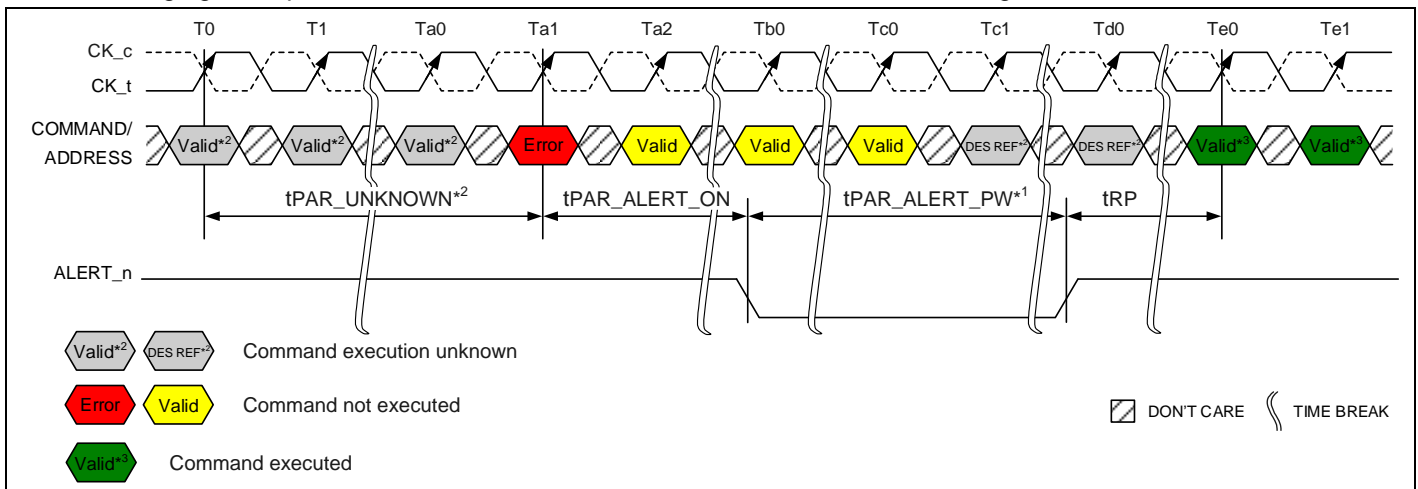 T0 T1 Ta0 Ta1 Ta2 Tb0 Tc0 Tc1 Td0 Te0 Te1
CK_c
CK_t
COMMAND/
ADDRESS
Valid*2 Valid*2 Valid*2 Error Valid Valid Valid DES REF*2 DES REF*2 Valid*3 Valid*3
tPAR_UNKNOWN*2 tPAR_ALERT_ON tPAR_ALERT_PW*1 tRP
ALERT_n
Valid*2 DES REF*2 Command execution unknown
Error Valid Command not executed
DON'T CARE TIME BREAK
Valid*3 Command executed